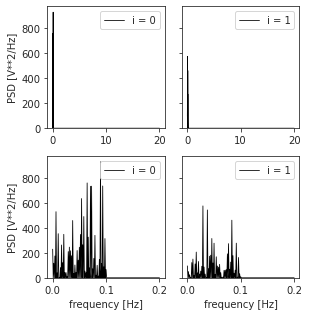 800
600
400
200
0
PSD [V**2/Hz]
i = 0
i = 1
0 10 20
0 10 20
800
600
400
200
0
PSD [V**2/Hz]
i = 0
i = 1
0.0 0.1 0.2
0.0 0.1 0.2
frequency [Hz]
frequency [Hz]